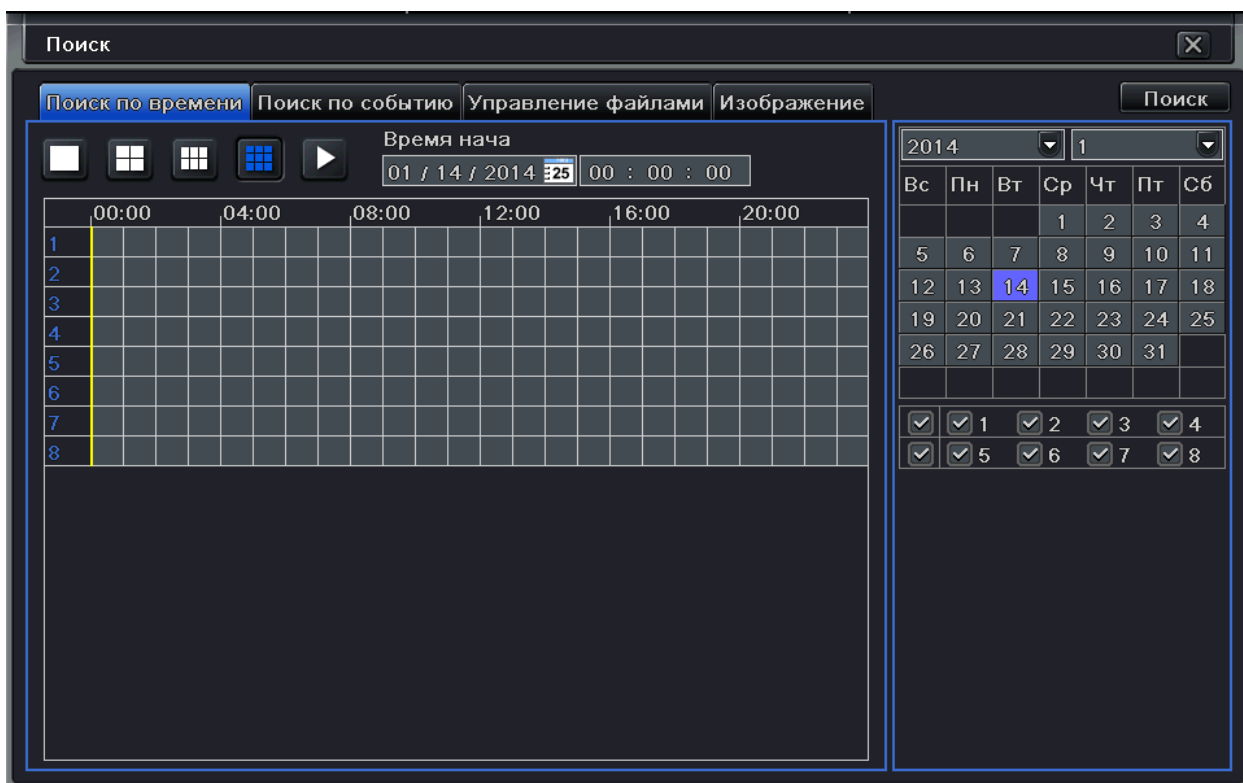 Поиск
Поиск по времени Поиск по событию Управление файлами Изображение Поиск
Время нача
01 / 14 / 2014 25 00 : 00 : 00
00:00 04:00 08:00 12:00 16:00 20:00
1
2
3
4
5
6
7
8
2014 1
Вс Пн Вт Ср Чт Пт Сб
1 2 3 4
5 6 7 8 9 10 11
12 13 14 15 16 17 18
19 20 21 22 23 24 25
26 27 28 29 30 31
1 2 3 4
5 6 7 8